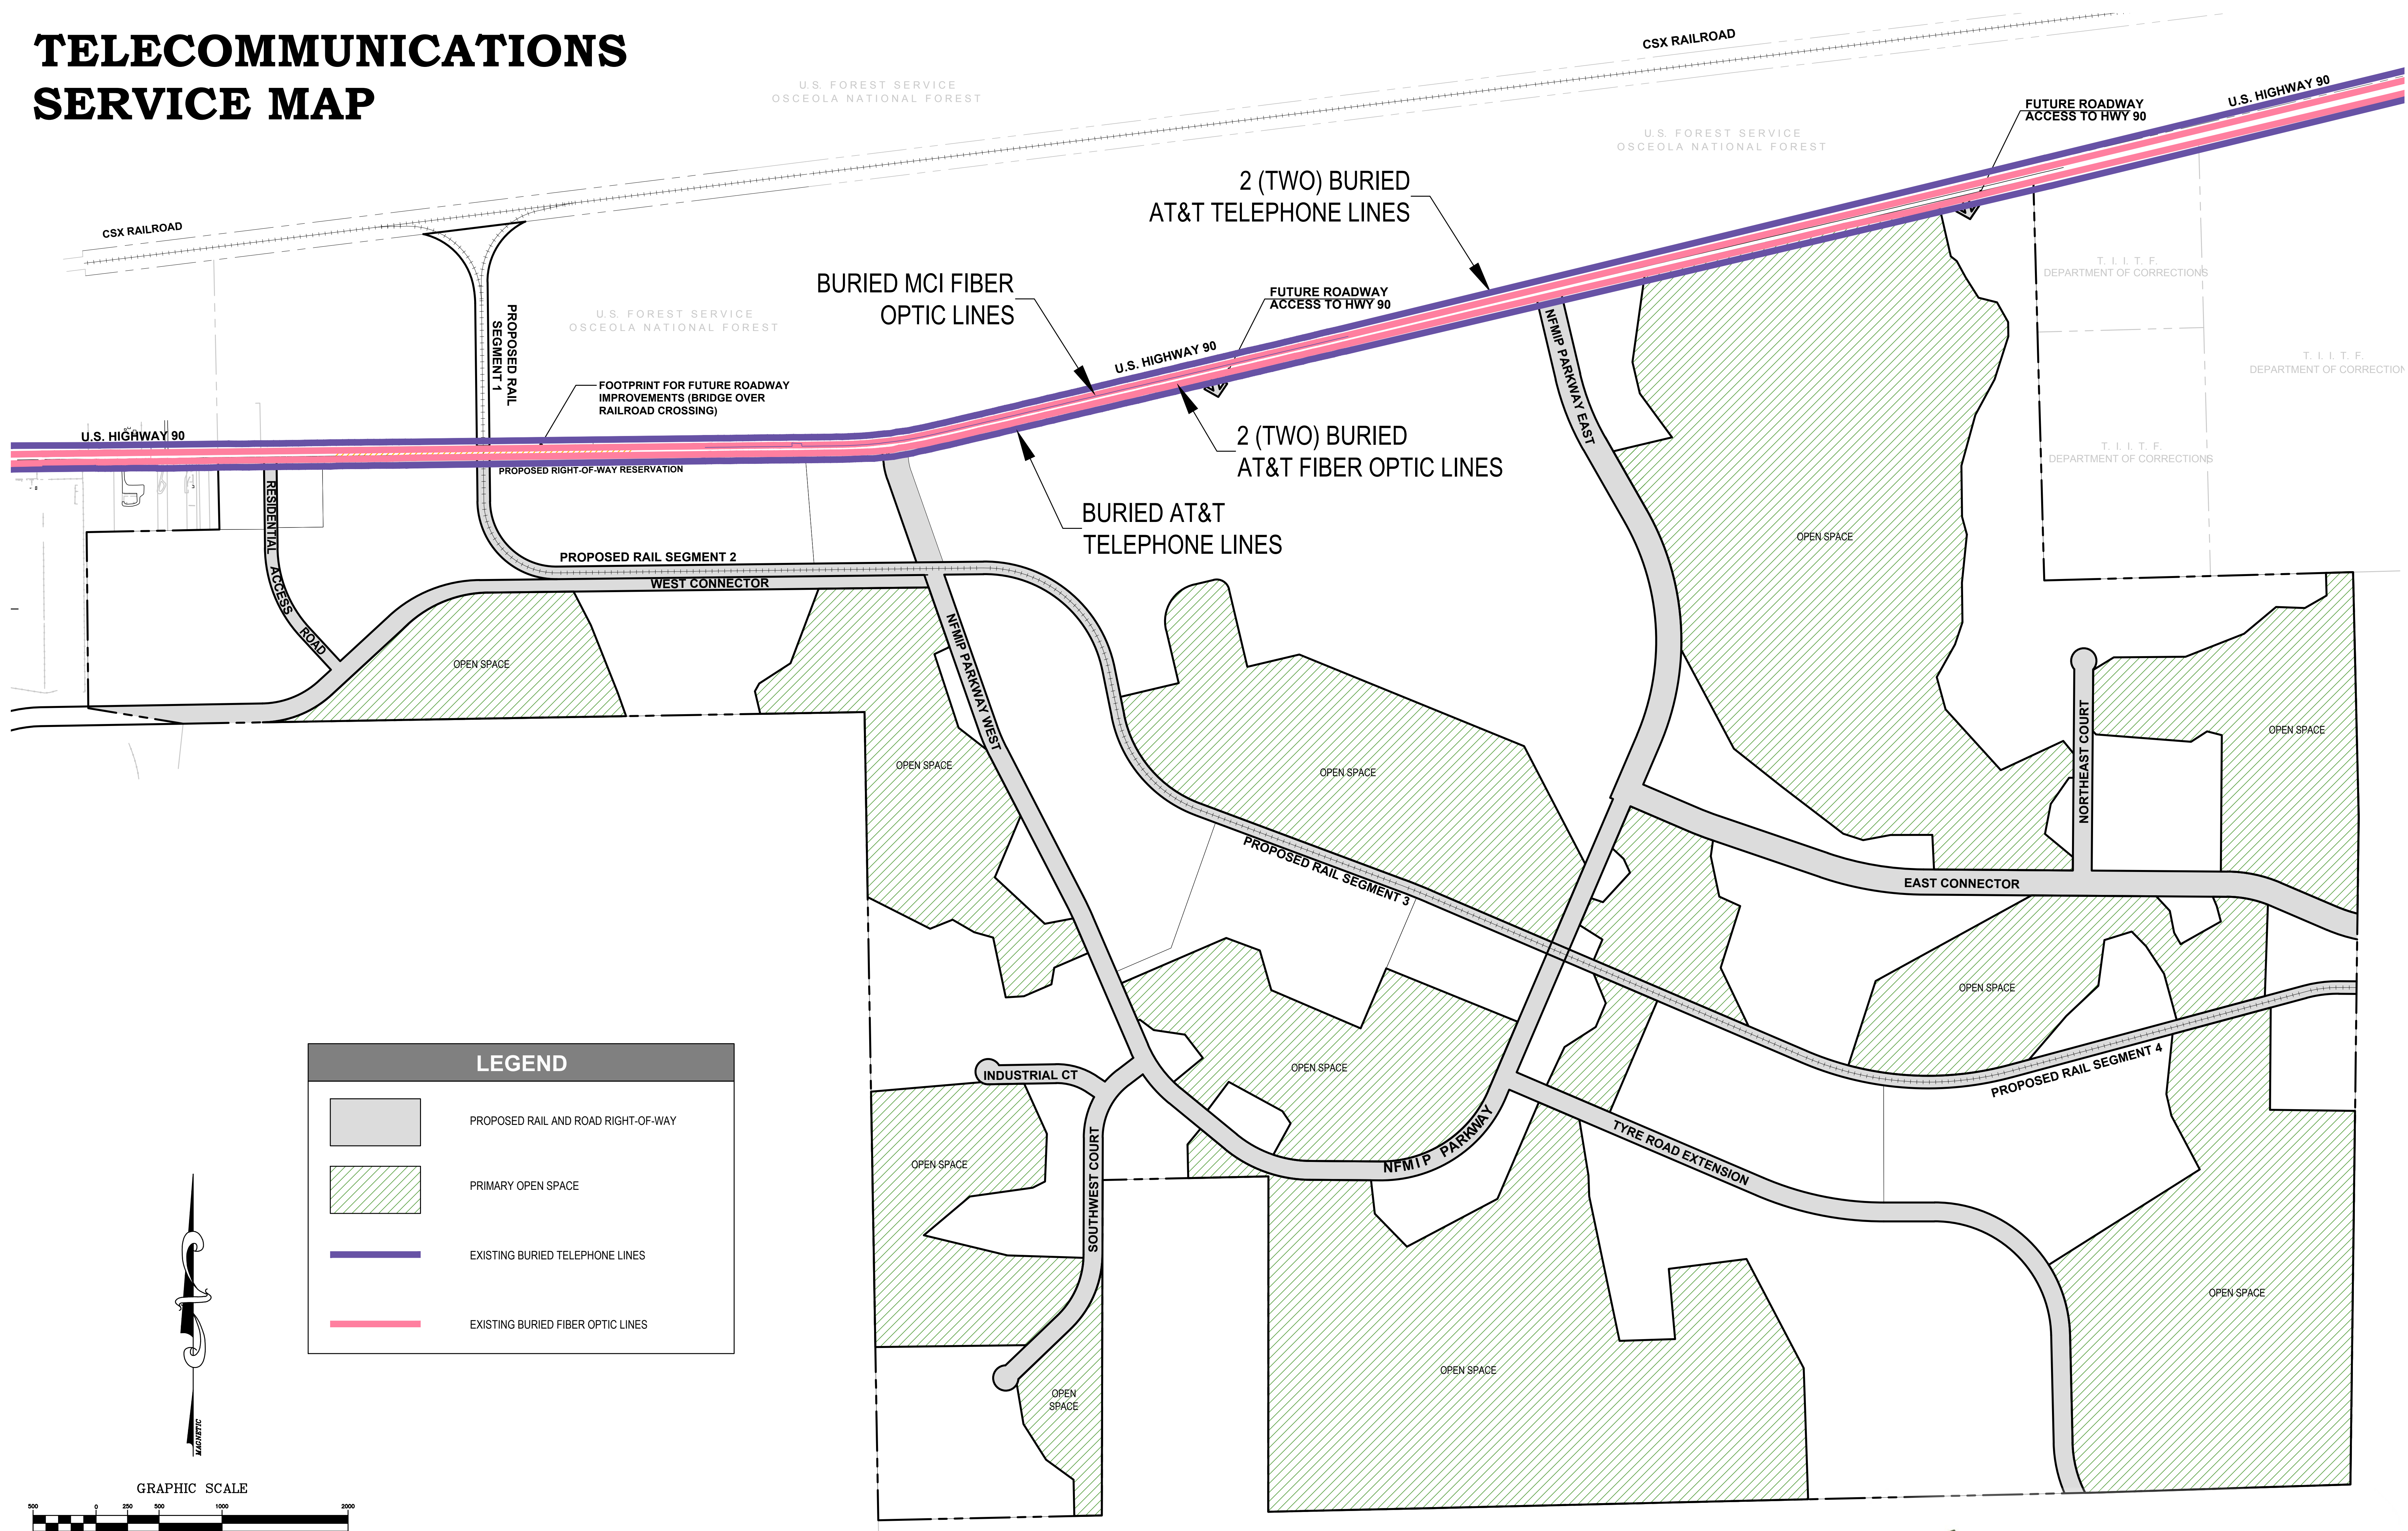 TELECOMMUNICATIONS
SERVICE MAP
CSX RAILROAD
U.S. FOREST SERVICE
OSCEOLA NATIONAL FOREST
U.S. HIGHWAY 90
FUTURE ROADWAY
ACCESS TO HWY 90
U.S. FOREST SERVICE
OSCEOLA NATIONAL FOREST
2 (TWO) BURIED
AT&T TELEPHONE LINES
CSX RAILROAD
T. I. I. T. F.
DEPARTMENT OF CORRECTIONS
BURIED MCI FIBER
OPTIC LINES
FUTURE ROADWAY
ACCESS TO HWY 90
PROPOSED RAIL
SEGMENT 1
U.S. FOREST SERVICE
OSCEOLA NATIONAL FOREST
NFMIP PARKWAY EAST
U.S. HIGHWAY 90
T. I. I. T. F.
DEPARTMENT OF CORRECTION
FOOTPRINT FOR FUTURE ROADWAY
IMPROVEMENTS (BRIDGE OVER
RAILROAD CROSSING)
U.S. HIGHWAY 90
2 (TWO) BURIED
AT&T FIBER OPTIC LINES
T. I. I. T. F.
DEPARTMENT OF CORRECTIONS
PROPOSED RIGHT-OF-WAY RESERVATION
BURIED AT&T
TELEPHONE LINES
RESIDENTIAL ACCESS ROAD
OPEN SPACE
PROPOSED RAIL SEGMENT 2
WEST CONNECTOR
NFMIP PARKWAY WEST
OPEN SPACE
OPEN SPACE
NORTHEAST COURT
OPEN SPACE
OPEN SPACE
PROPOSED RAIL SEGMENT 3
EAST CONNECTOR
OPEN SPACE
LEGEND
PROPOSED RAIL AND ROAD RIGHT-OF-WAY
PRIMARY OPEN SPACE
EXISTING BURIED TELEPHONE LINES
EXISTING BURIED FIBER OPTIC LINES
INDUSTRIAL CT
OPEN SPACE
PROPOSED RAIL SEGMENT 4
NFMIP PARKWAY
TYRE ROAD EXTENSION
OPEN SPACE
SOUTHWEST COURT
OPEN SPACE
OPEN SPACE
OPEN
SPACE
MAGNETIC
GRAPHIC SCALE
500 0 250 500 1000 2000